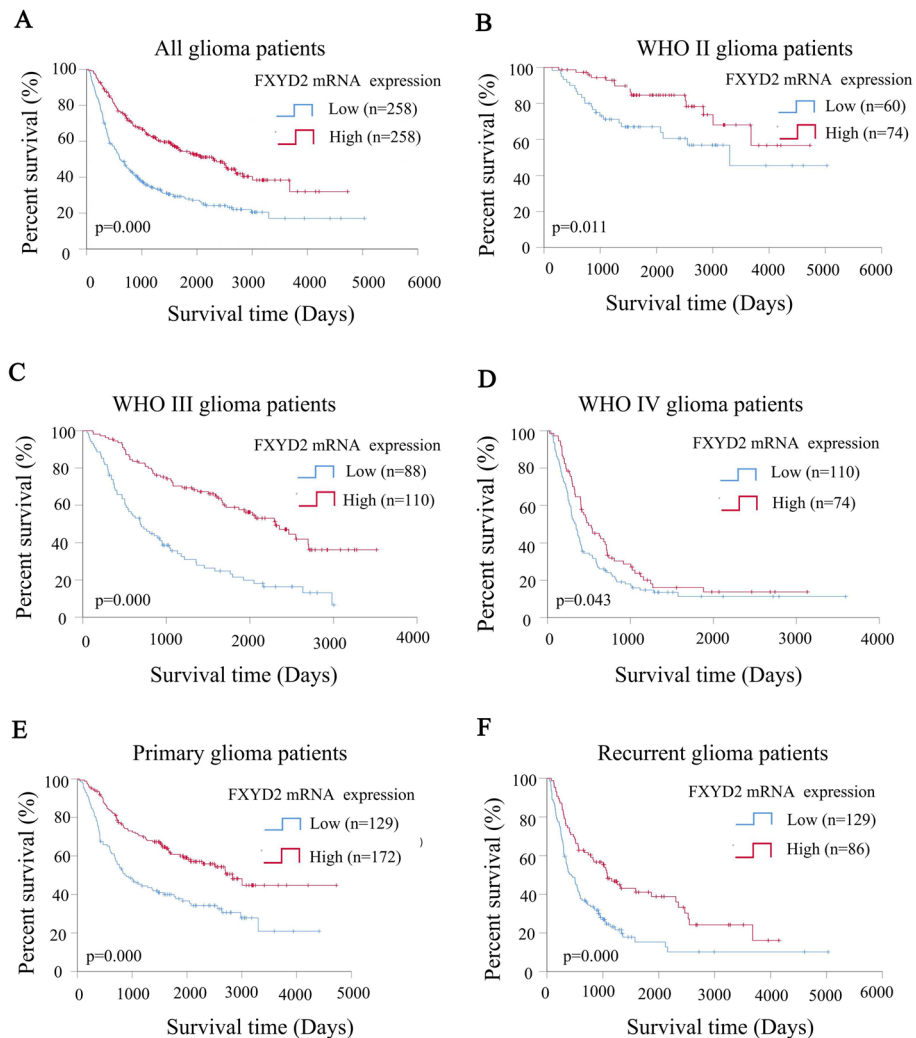 A
All glioma patients
FXYD2 mRNA expression
Low (n=258)
High (n=258)
Percent survival (%)
100
80
60
40
20
0
p=0.000
0 1000 2000 3000 4000 5000 6000
Survival time (Days)
B
WHO II glioma patients
FXYD2 mRNA expression
Low (n=60)
High (n=74)
Percent survival (%)
100
80
60
40
20
0
p=0.011
0 1000 2000 3000 4000 5000 6000
Survival time (Days)
C
WHO III glioma patients
FXYD2 mRNA expression
Low (n=88)
High (n=110)
Percent survival (%)
100
80
60
40
20
0
p=0.000
0 1000 2000 3000 4000
Survival time (Days)
D
WHO IV glioma patients
FXYD2 mRNA expression
Low (n=110)
High (n=74)
Percent survival (%)
100
80
60
40
20
0
p=0.043
0 1000 2000 3000 4000
Survival time (Days)
E
Primary glioma patients
FXYD2 mRNA expression
Low (n=129)
)
High (n=172)
Percent survival (%)
100
80
60
40
20
0
p=0.000
0 1000 2000 3000 4000 5000
Survival time (Days)
F
Recurrent glioma patients
FXYD2 mRNA expression
Low (n=129)
High (n=86)
Percent survival (%)
100
80
60
40
20
0
p=0.000
0 1000 2000 3000 4000 5000 6000
Survival time (Days)